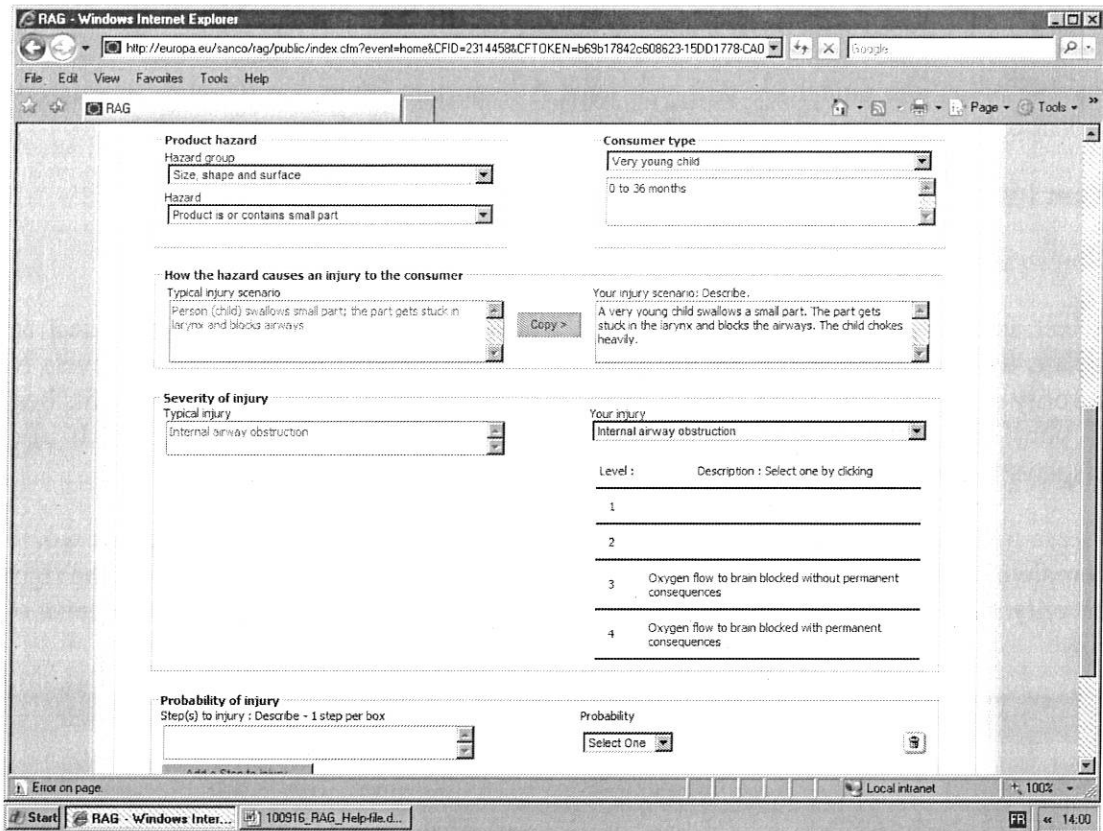 RAG - Windows Internet Explorer
http://europa.eu/sanco/rag/public/index.cfm?event=home&CFID=2314458&CFTOKEN=b69b17842c608623-15DD1778-CA0
Google
File Edit View Favorites Tools Help
RAG
Page Tools
Product hazard
Hazard group
Size, shape and surface
Hazard
Product is or contains small part
Consumer type
Very young child
0 to 36 months
How the hazard causes an injury to the consumer
Typical injury scenario
Person (child) swallows small part; the part gets stuck in
larynx and blocks airways
Copy >
Your injury scenario: Describe.
A very young child swallows a small part. The part gets
stuck in the larynx and blocks the airways. The child chokes
heavily.
Severity of injury
Typical injury
Internal airway obstruction
Your injury
Internal airway obstruction
Level : Description : Select one by clicking
1
2
3 Oxygen flow to brain blocked without permanent
consequences
4 Oxygen flow to brain blocked with permanent
consequences
Probability of injury
Step(s) to injury : Describe - 1 step per box
Probability
Select One
Add a Step to injury
Error on page.
Local intranet
100%
Start
RAG - Windows Inter...
100916_RAG_Help-file.d...
FR
« 14:00